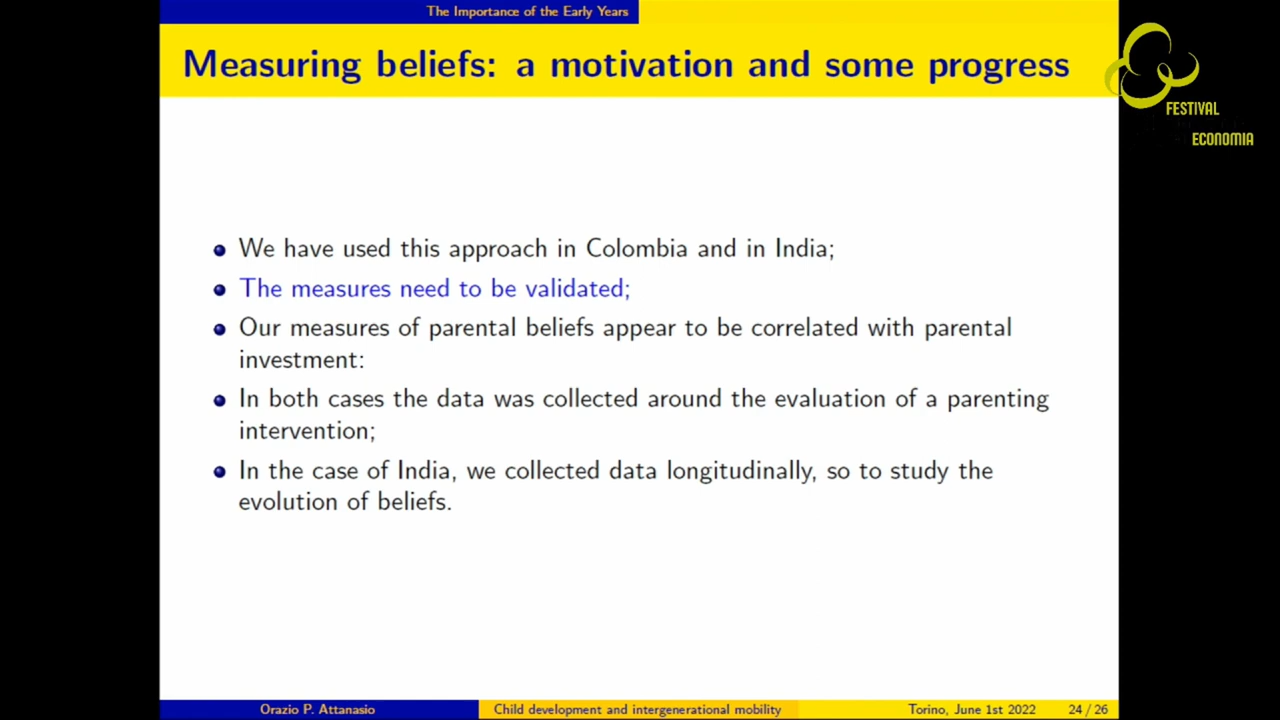 The Importance of the Early Years
Measuring beliefs: a motivation and some progress
FESTIVAL
ECONOMIA
We have used this approach in Colombia and in India;
The measures need to be validated;
Our measures of parental beliefs appear to be correlated with parental
investment:
In both cases the data was collected around the evaluation of a parenting
intervention;
In the case of India, we collected data longitudinally, so to study the
evolution of beliefs.
Orazio P. Attanasio
Child development and intergenerational mobility
Torino, June 1st 2022
24 / 26